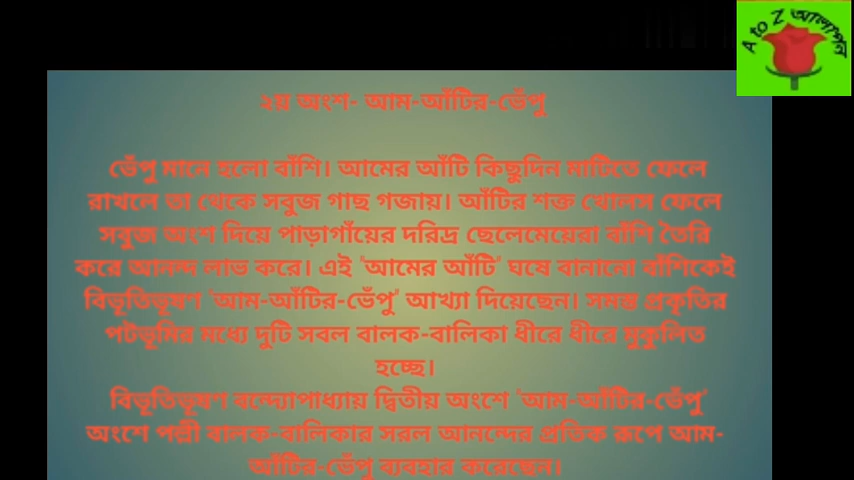 A to Z আলাপন
২য় অংশ- আম-আঁটির-ভেঁপু
ভেঁপু মানে হলো বাঁশি। আমের আঁটি কিছুদিন মাটিতে ফেলে
রাখলে তা থেকে সবুজ গাছ গজায়। আঁটির শক্ত খোলস ফেলে
সবুজ অংশ দিয়ে পাড়াগাঁয়ের দরিদ্র ছেলেমেয়েরা বাঁশি তৈরি
করে আনন্দ লাভ করে। এই "আমের আঁটি" ঘষে বানানো বাঁশিকেই
বিভূতিভূষণ "আম-আঁটির-ভেঁপু" আখ্যা দিয়েছেন। সমস্ত প্রকৃতির
পটভূমির মধ্যে দুটি সবল বালক-বালিকা ধীরে ধীরে মুকুলিত
হচ্ছে।
বিভূতিভূষণ বন্দ্যোপাধ্যায় দ্বিতীয় অংশে "আম-আঁটির-ভেঁপু"
অংশে পল্লী বালক-বালিকার সরল আনন্দের প্রতিক রূপে আম-
আঁটির-ভেঁপু ব্যবহার করেছেন।